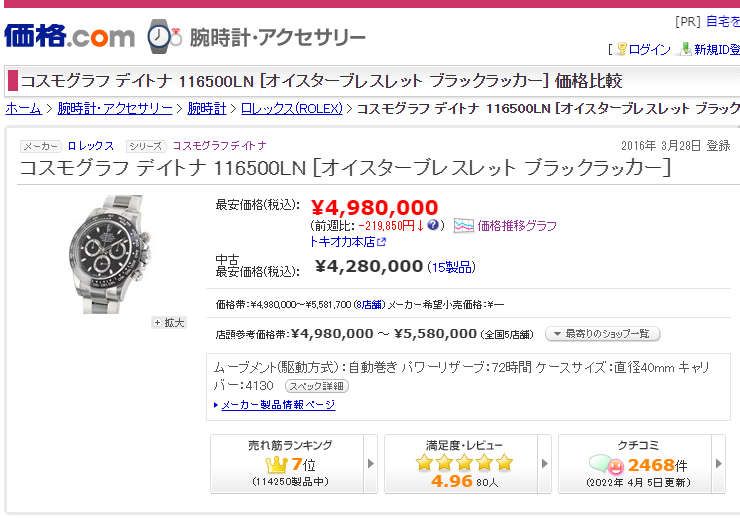 価格.com 腕時計・アクセサリー
[PR] 自宅を
[ ログイン 新規ID登
コスモグラフ デイトナ 116500LN [オイスターブレスレット ブラックラッカー] 価格比較
ホーム > 腕時計・アクセサリー > 腕時計 > ロレックス(ROLEX) > コスモグラフ デイトナ 116500LN [オイスターブレスレット ブラック
メーカー ロレックス シリーズ コスモグラフデイトナ 2016年 3月28日 登録
コスモグラフ デイトナ 116500LN [オイスターブレスレット ブラックラッカー]
最安価格(税込): ¥4,980,000
(前週比: -219,850円↓ ?) 価格推移グラフ
トキオカ本店
中古
最安価格(税込): ¥4,280,000 (15製品)
価格帯:¥4,980,000～¥5,581,700 (8店舗) メーカー希望小売価格:¥―
+ 拡大
店頭参考価格帯:¥4,980,000 ～ ¥5,580,000 (全国5店舗) 最寄りのショップ一覧
ムーブメント(駆動方式):自動巻き パワーリザーブ:72時間 ケースサイズ:直径40mm キャリ
バー:4130 スペック詳細
メーカー製品情報ページ
売れ筋ランキング
7位
(114250製品中)
満足度・レビュー
4.96 80人
クチコミ
2468件
(2022年 4月 5日更新)